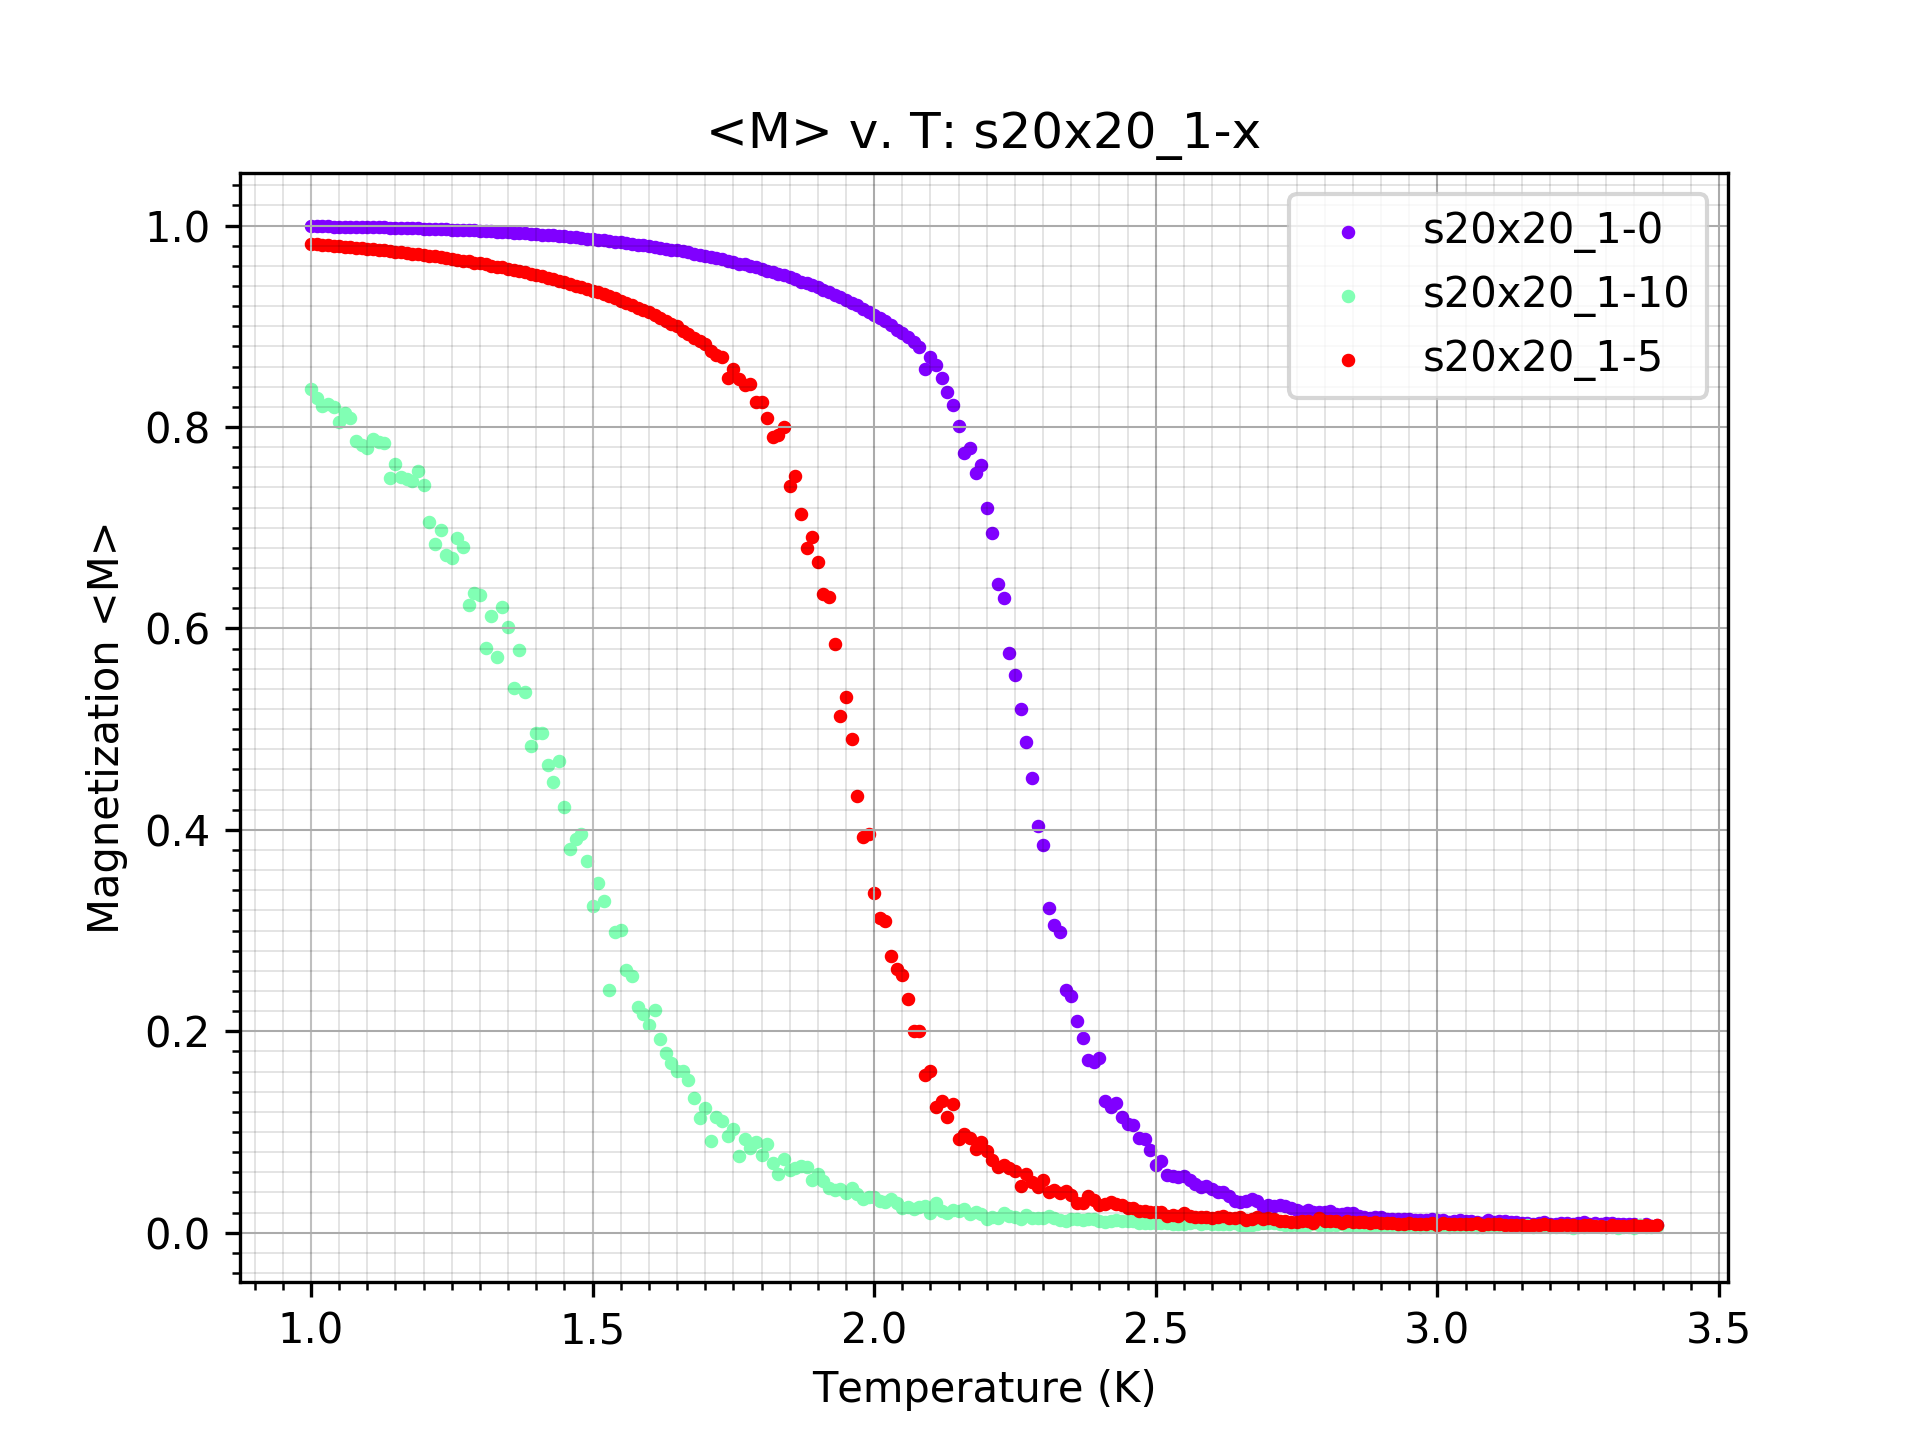 <M> v. T: s20x20_1-x
s20x20_1-0
s20x20_1-10
s20x20_1-5
Magnetization <M>
1.0
0.8
0.6
0.4
0.2
0.0
1.0 1.5 2.0 2.5 3.0 3.5
Temperature (K)